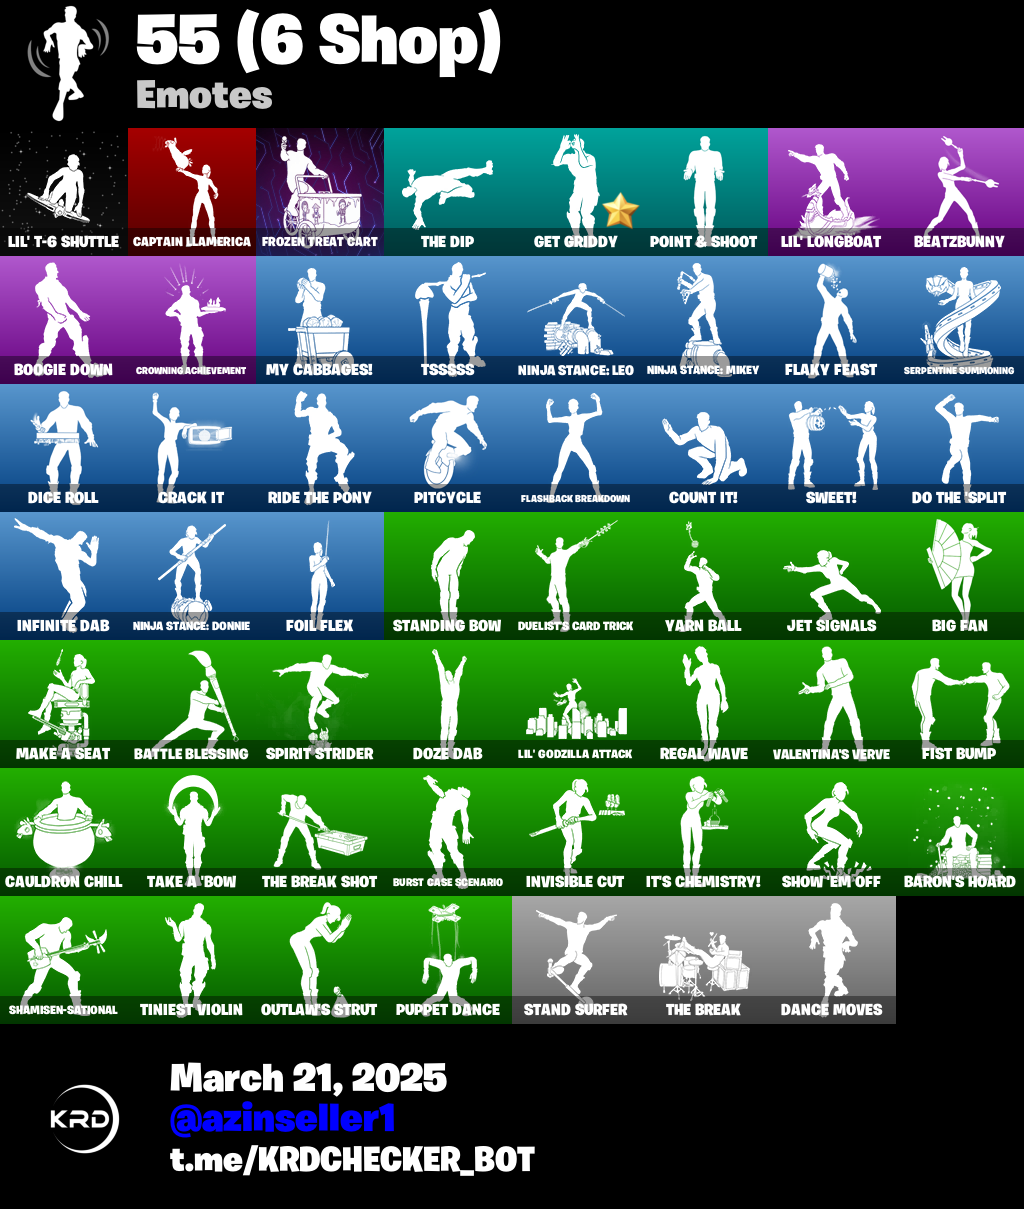 55 (6 Shop)
Emotes
LIL' T-6 SHUTTLE
CAPTAIN LLAMERICA
FROZEN TREAT CART
THE DIP
GET GRIDDY
POINT & SHOOT
LIL' LONGBOAT
BEATZBUNNY
BOOGIE DOWN
CROWNING ACHIEVEMENT
MY CABBAGES!
TSSSSS
NINJA STANCE: LEO
NINJA STANCE: MIKEY
FLAKY FEAST
SERPENTINE SUMMONING
DICE ROLL
CRACK IT
RIDE THE PONY
PITCYCLE
FLASHBACK BREAKDOWN
COUNT IT!
SWEET!
DO THE 'SPLIT
INFINITE DAB
NINJA STANCE: DONNIE
FOIL FLEX
STANDING BOW
DUELIST'S CARD TRICK
YARN BALL
JET SIGNALS
BIG FAN
MAKE A SEAT
BATTLE BLESSING
SPIRIT STRIDER
DOZE DAB
LIL' GODZILLA ATTACK
REGAL WAVE
VALENTINA'S VERVE
FIST BUMP
CAULDRON CHILL
TAKE A 'BOW
THE BREAK SHOT
BURST CASE SCENARIO
INVISIBLE CUT
IT'S CHEMISTRY!
SHOW 'EM OFF
BARON'S HOARD
SHAMISEN-SATIONAL
TINIEST VIOLIN
OUTLAW'S STRUT
PUPPET DANCE
STAND SURFER
THE BREAK
DANCE MOVES
KRD
March 21, 2025
@azinseller1
t.me/KRDCHECKER_BOT